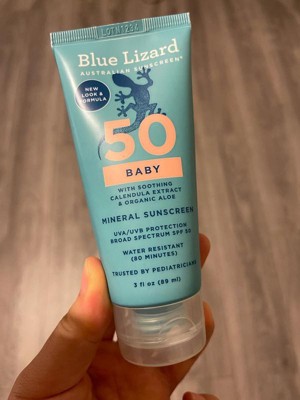 Blue Lizard
AUSTRALIAN SUNSCREEN
NEW
LOOK &
FORMULA
50
BABY
WITH SOOTHING
CALENDULA EXTRACT
& ORGANIC ALOE
MINERAL SUNSCREEN
UVA/UVB PROTECTION
BROAD SPECTRUM SPF 50
WATER RESISTANT
(80 MINUTES)
TRUSTED BY PEDIATRICIANS
3 fl oz (89 ml)